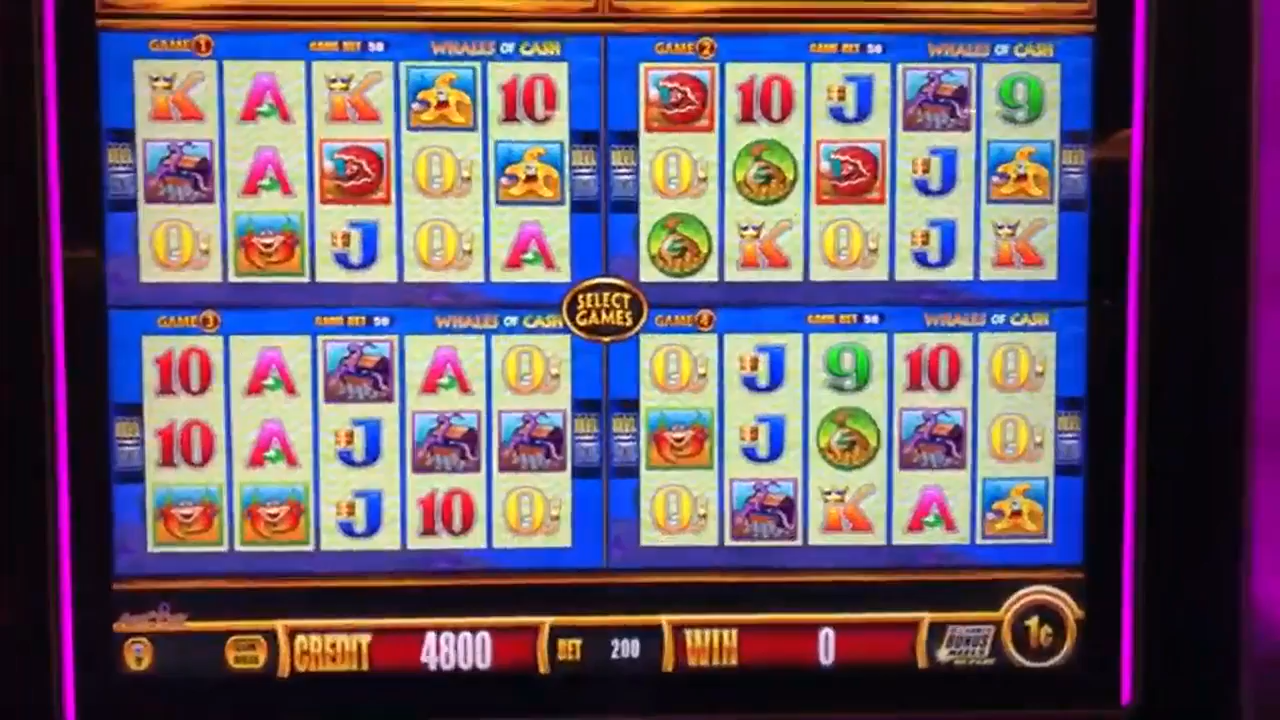 GAME 1 GAME BET 50 WHALES OF CASH
K A K 10
A Q
Q J Q A
GAME 2 GAME BET 50 WHALES OF CASH
10 J 9
Q J
K Q J K
SELECT
GAMES
GAME 3 GAME BET 50 WHALES OF CASH
10 A A Q
10 A J
J 10 Q
GAME 4 GAME BET 50 WHALES OF CASH
Q J 9 10 Q
J Q
Q K A
CREDIT 4800 BET 200 WIN 0 BONUS 1¢